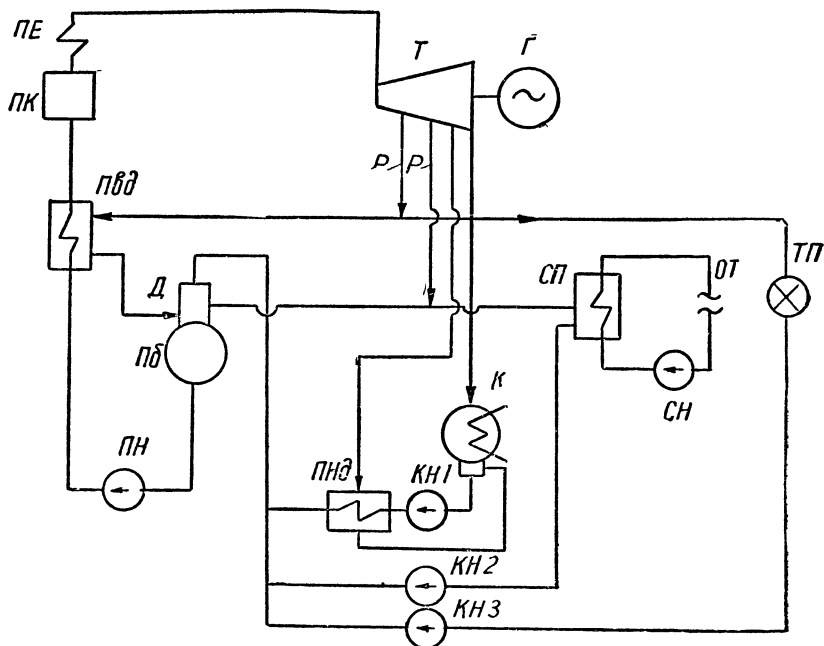 ПЕ
Т
Г
ПК
Р
Р
ПВд
Д
СП
ОТ
ТП
Пб
К
СН
ПН
ПНд
КН1
КН2
КН3